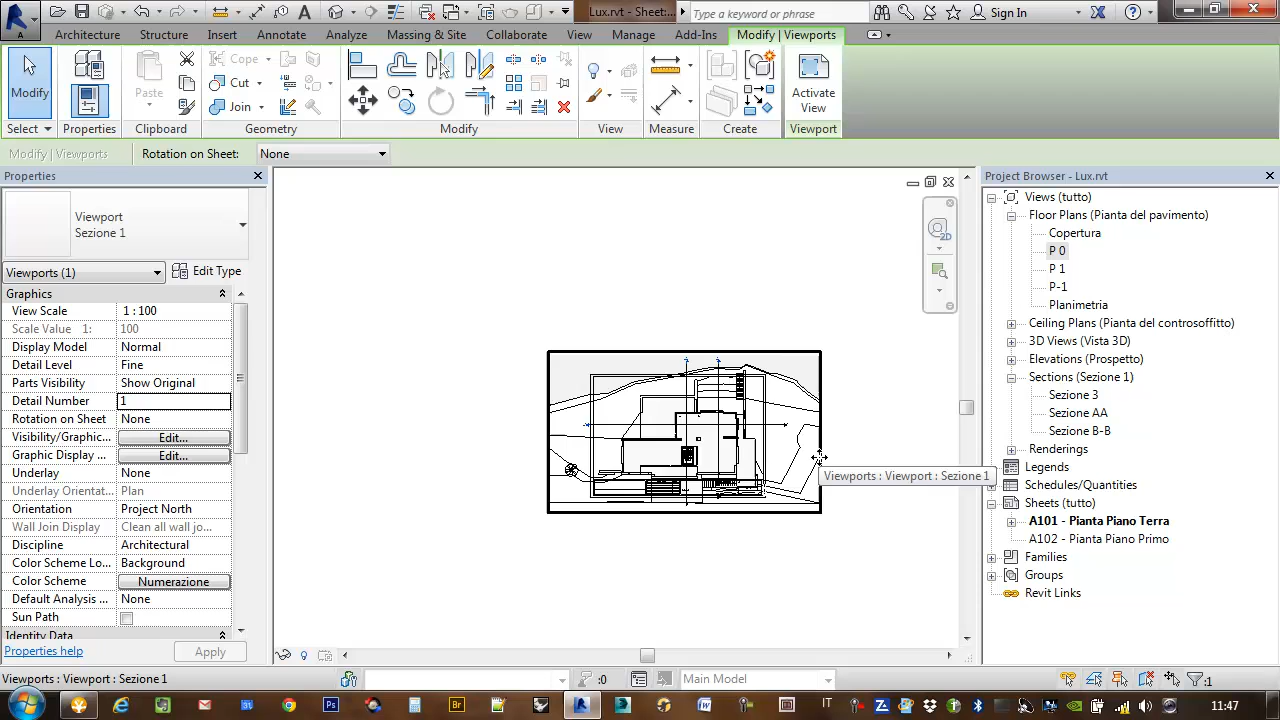 Lux.rvt - Sheet:...
Type a keyword or phrase
Sign In
Architecture
Structure
Insert
Annotate
Analyze
Massing & Site
Collaborate
View
Manage
Add-Ins
Modify | Viewports
Modify
Paste
Cope
Cut
Join
Activate
View
Select
Properties
Clipboard
Geometry
Modify
View
Measure
Create
Viewport
Modify | Viewports
Rotation on Sheet:
None
Properties
Viewport
Sezione 1
Viewports (1)
Edit Type
Graphics
View Scale 1 : 100
Scale Value 1: 100
Display Model Normal
Detail Level Fine
Parts Visibility Show Original
Detail Number 1
Rotation on Sheet None
Visibility/Graphic... Edit...
Graphic Display ... Edit...
Underlay None
Underlay Orientat... Plan
Orientation Project North
Wall Join Display Clean all wall jo...
Discipline Architectural
Color Scheme Lo... Background
Color Scheme Numerazione
Default Analysis ... None
Sun Path
Identity Data
Properties help
Apply
2D
Viewports : Viewport : Sezione 1
Project Browser - Lux.rvt
Views (tutto)
Floor Plans (Pianta del pavimento)
Copertura
P 0
P 1
P-1
Planimetria
Ceiling Plans (Pianta del controsoffitto)
3D Views (Vista 3D)
Elevations (Prospetto)
Sections (Sezione 1)
Sezione 3
Sezione AA
Sezione B-B
Renderings
Legends
Schedules/Quantities
Sheets (tutto)
A101 - Pianta Piano Terra
A102 - Pianta Piano Primo
Families
Groups
Revit Links
Viewports : Viewport : Sezione 1
:0
Main Model
:1
Ps
Br
IT
11:47